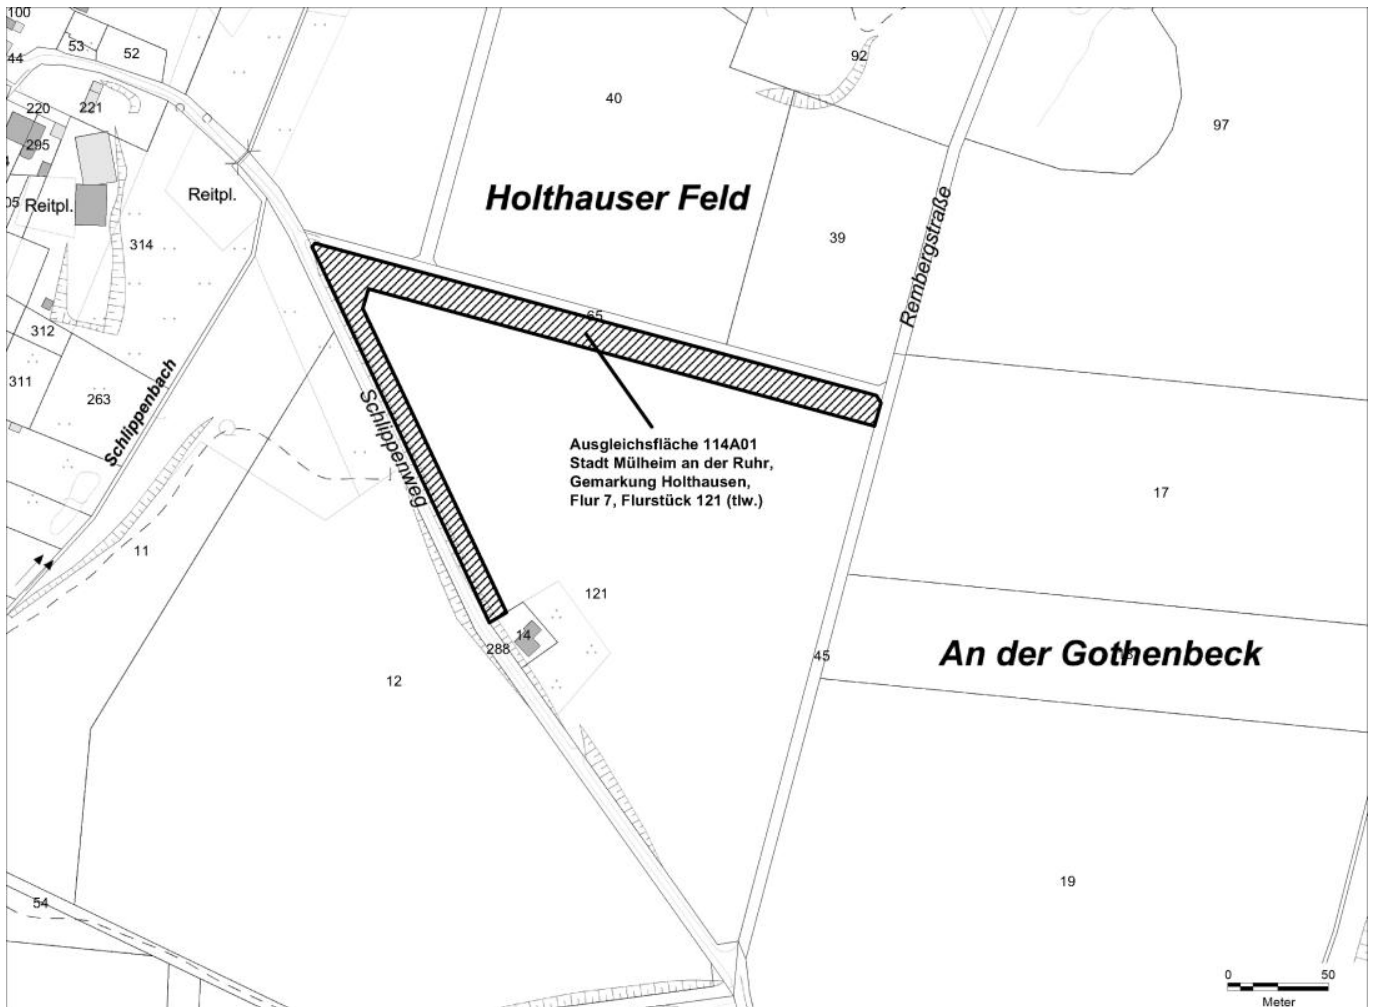 100
53
52
44
92
40
97
220
221
295
Reitpl.
Holthauser Feld
05
Reitpl.
314
39
Rembergstraße
65
312
311
263
Schlippenbach
Schlippenweg
Ausgleichsfläche 114A01
Stadt Mülheim an der Ruhr,
Gemarkung Holthausen,
Flur 7, Flurstück 121 (tlw.)
17
11
121
14
288
45
An der Gothenbeck
12
19
54
0 50
Meter